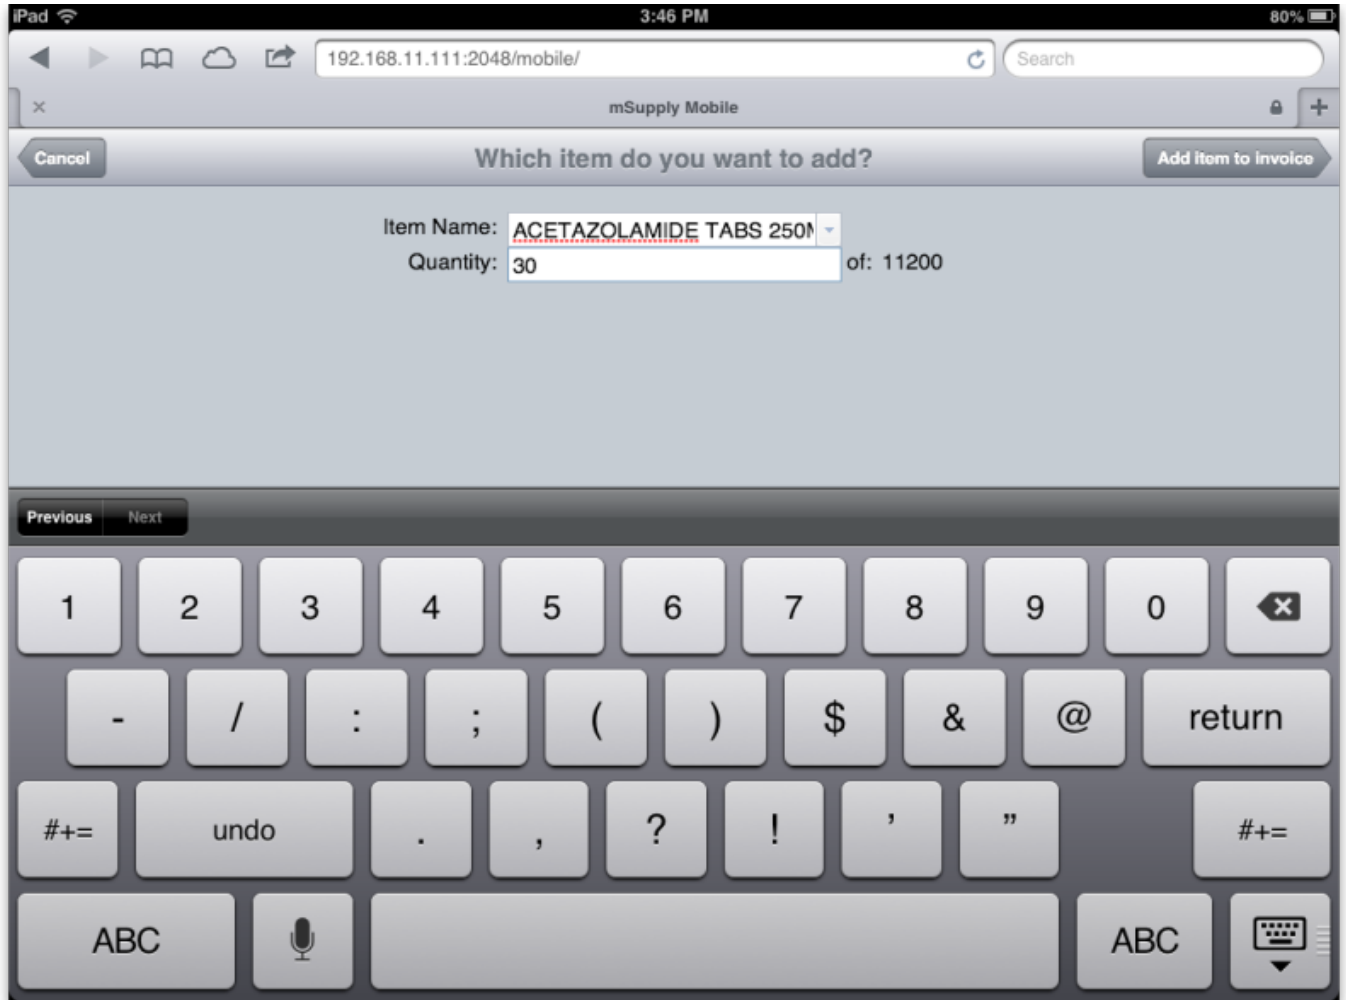 iPad 3:46 PM 80%
192.168.11.111:2048/mobile/ Search
mSupply Mobile
Cancel Which item do you want to add? Add item to invoice
Item Name: ACETAZOLAMIDE TABS 250M
Quantity: 30 of: 11200
Previous Next
1 2 3 4 5 6 7 8 9 0
- / : ; ( ) $ & @ return
#+= undo . , ? ! ’ ” #+=
ABC ABC